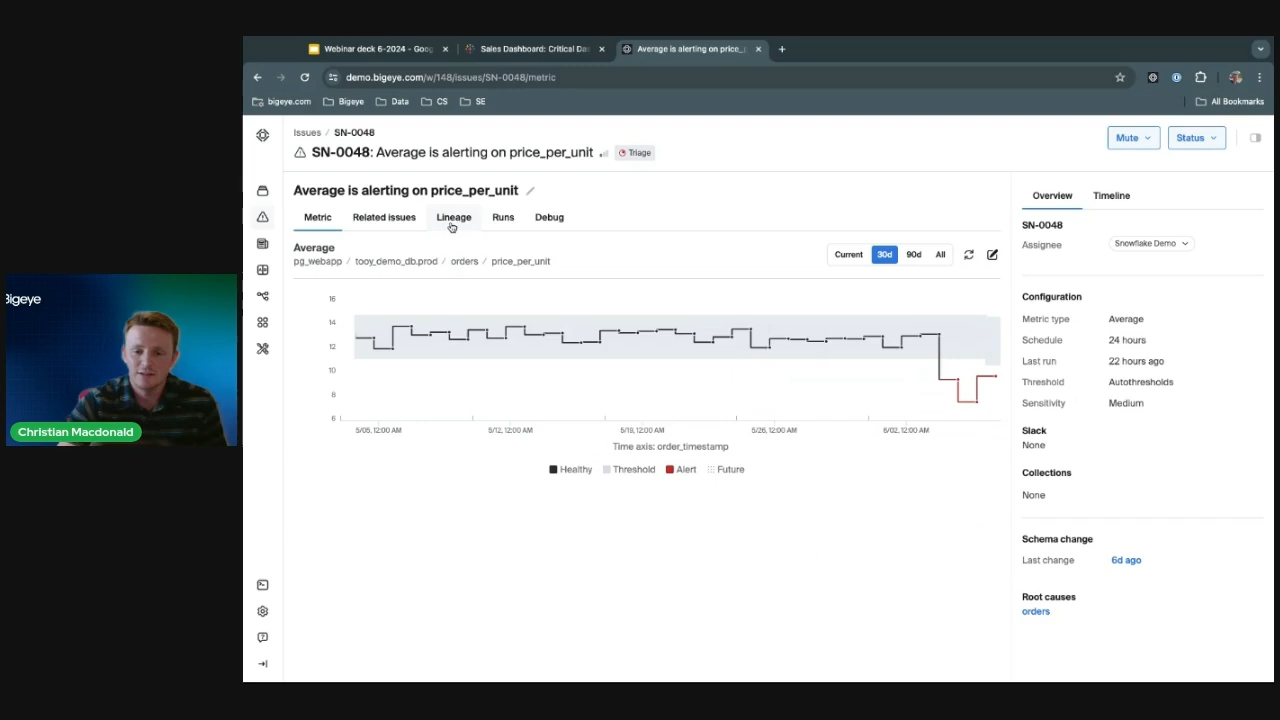 Webinar deck 6-2024 - Goog
Sales Dashboard: Critical Da
Average is alerting on price_
demo.bigeye.com/w/148/issues/SN-0048/metric
bigeye.com
Bigeye
Data
CS
SE
All Bookmarks
Issues / SN-0048
SN-0048: Average is alerting on price_per_unit
Triage
Mute
Status
Average is alerting on price_per_unit
Metric
Related issues
Lineage
Runs
Debug
Average
pg_webapp / tooy_demo_db.prod / orders / price_per_unit
Current
30d
90d
All
16
14
12
10
8
6
5/05, 12:00 AM
5/12, 12:00 AM
5/19, 12:00 AM
5/26, 12:00 AM
6/02, 12:00 AM
Time axis: order_timestamp
Healthy
Threshold
Alert
Future
Overview
Timeline
SN-0048
Assignee
Snowflake Demo
Configuration
Metric type Average
Schedule 24 hours
Last run 22 hours ago
Threshold Autothresholds
Sensitivity Medium
Slack
None
Collections
None
Schema change
Last change 6d ago
Root causes
orders
Bigeye
Christian Macdonald